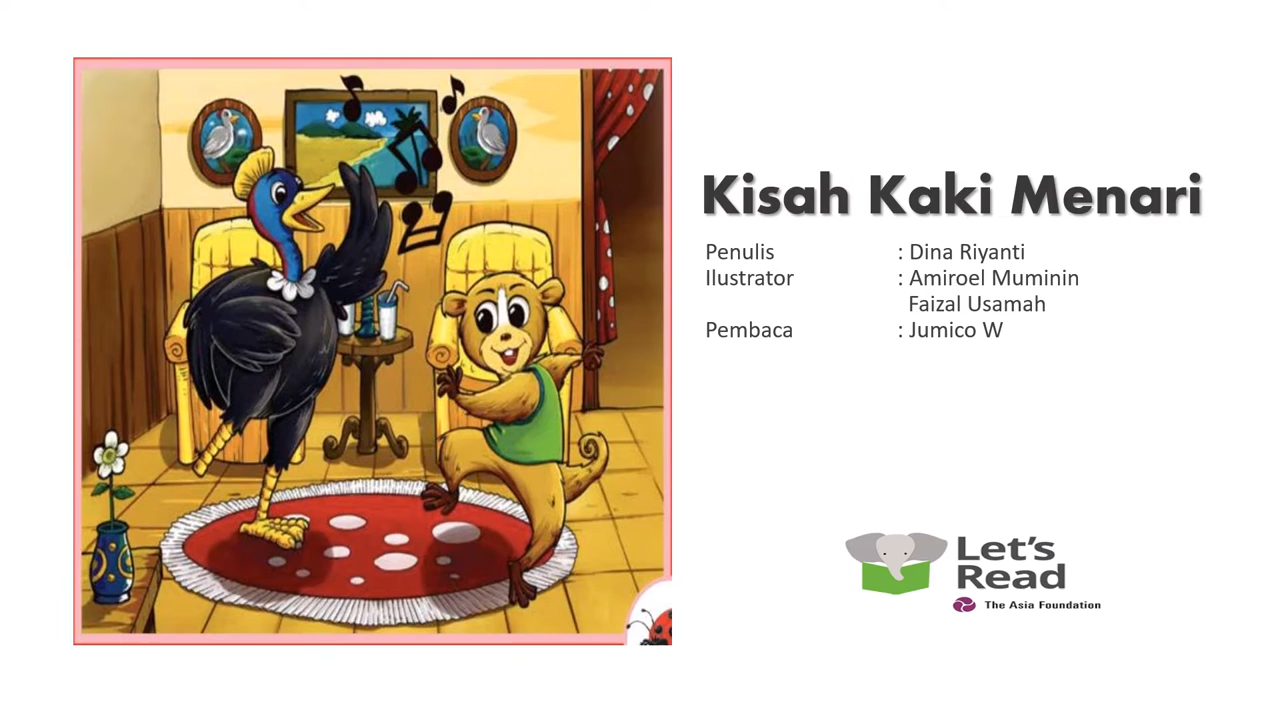 Kisah Kaki Menari
Penulis : Dina Riyanti
Ilustrator : Amiroel Muminin
Faizal Usamah
Pembaca : Jumico W
Let's
Read
The Asia Foundation